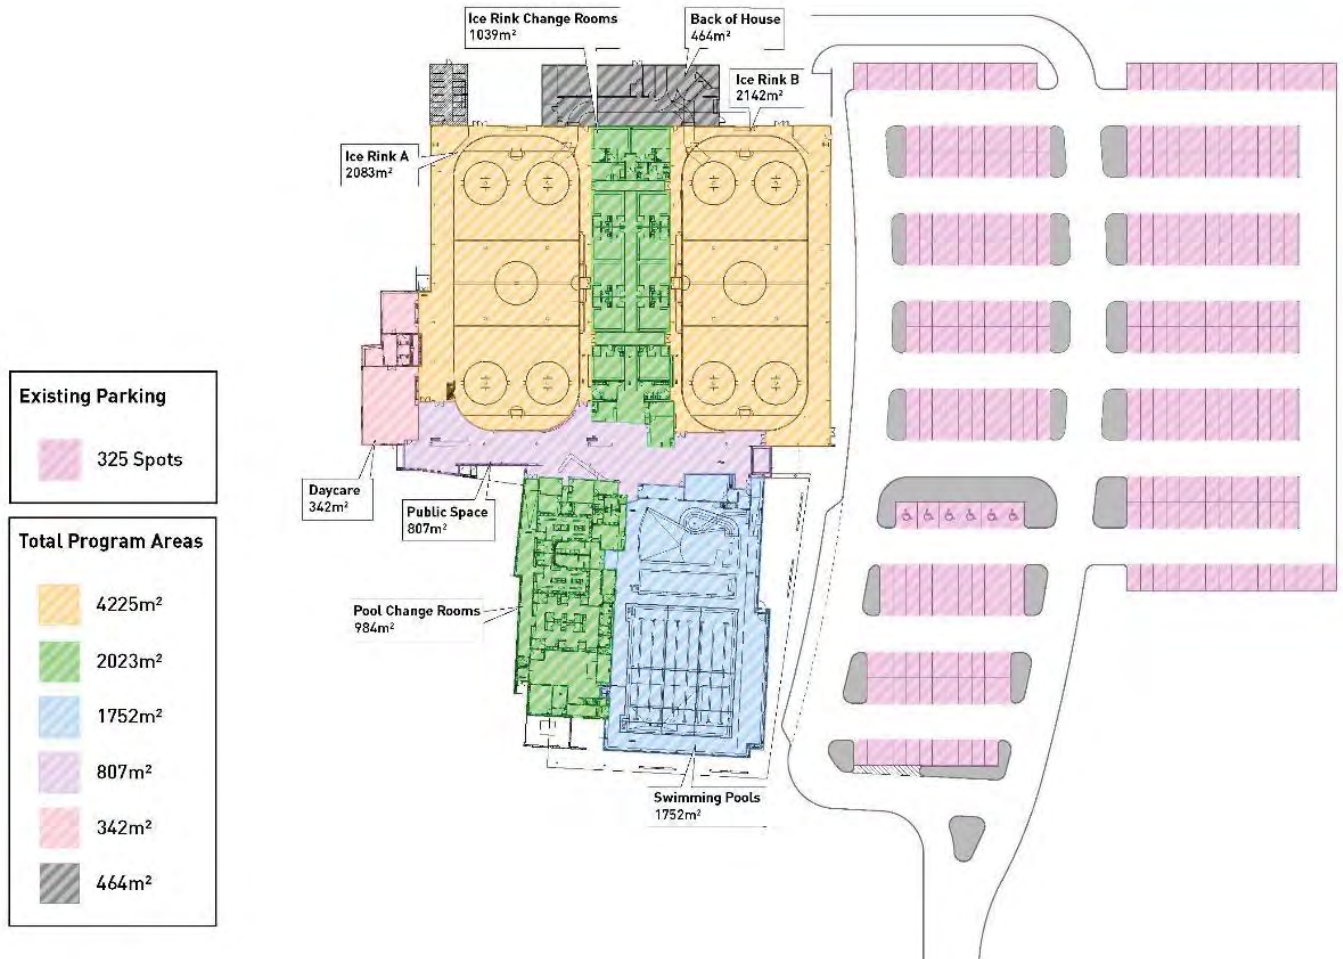 Ice Rink Change Rooms
1039m²
Back of House
464m²
Ice Rink B
2142m²
Ice Rink A
2083m²
Existing Parking
325 Spots
Daycare
342m²
Public Space
807m²
Total Program Areas
4225m²
2023m²
1752m²
807m²
342m²
464m²
Pool Change Rooms
984m²
Swimming Pools
1752m²